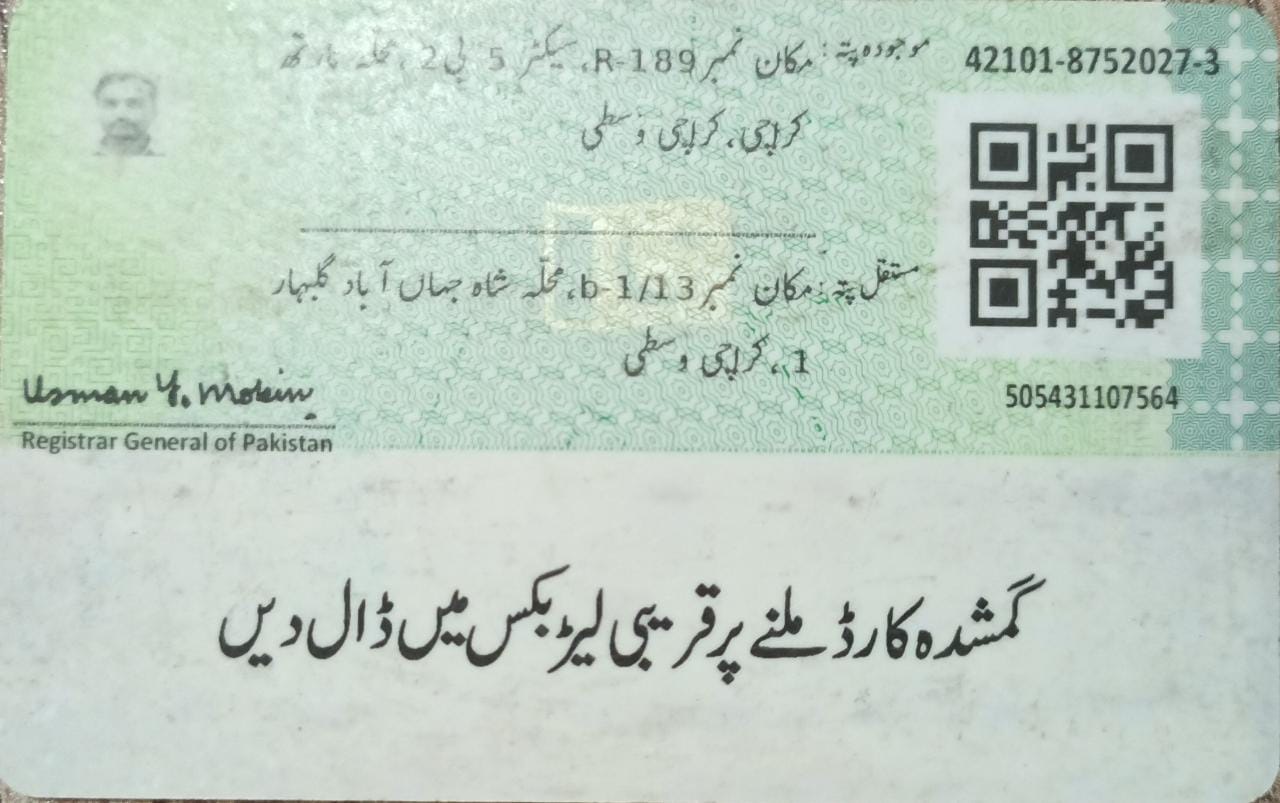 42101-8752027-3
موجودہ پتہ: مکان نمبر R-189، سیکٹر 5 بی 2، محلہ نارتھ
کراچی، کراچی وسطی
مستقل پتہ: مکان نمبر b-1/13، محلّہ شاہ جہاں آباد گلبہار
1، کراچی وسطی
505431107564
Usman Y. Mobin
Registrar General of Pakistan
گمشدہ کارڈ ملنے پر قریبی لیٹر بکس میں ڈال دیں